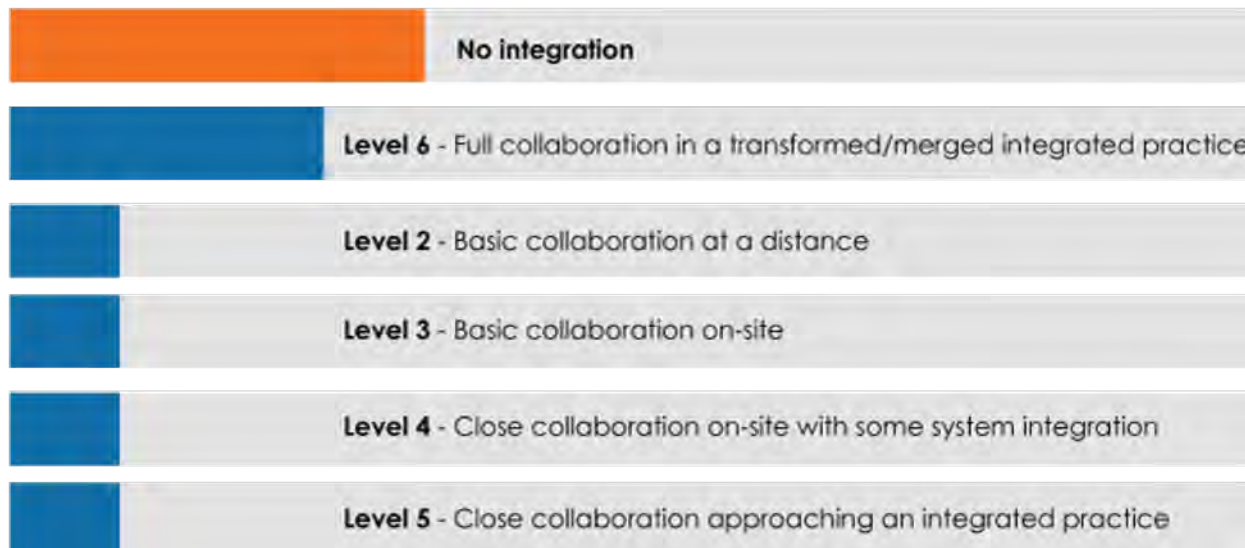 No integration
Level 6 - Full collaboration in a transformed/merged integrated practice
Level 2 - Basic collaboration at a distance
Level 3 - Basic collaboration on-site
Level 4 - Close collaboration on-site with some system integration
Level 5 - Close collaboration approaching an integrated practice